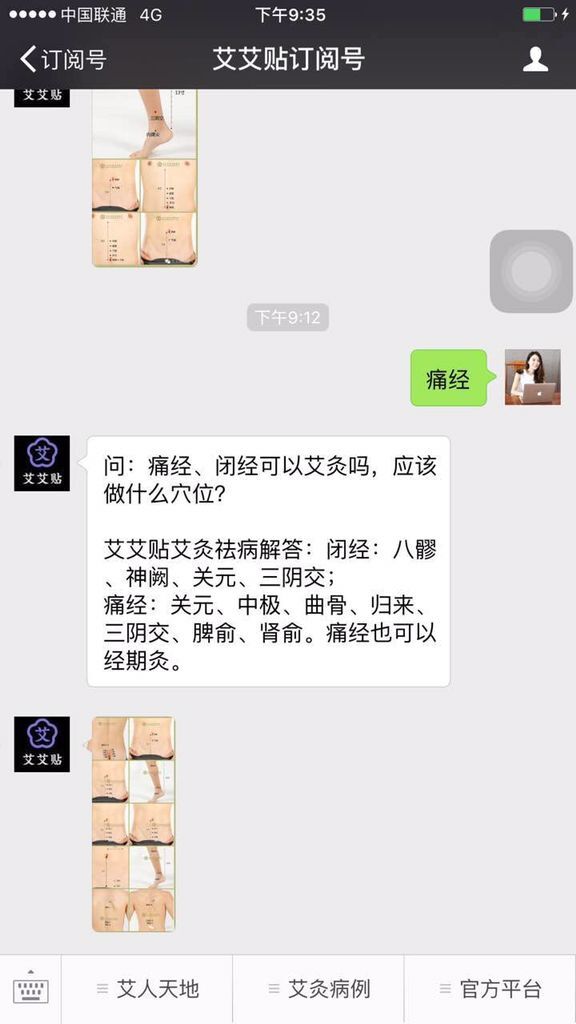 中国联通 4G
下午9:35
订阅号
艾艾贴订阅号
艾艾贴
三阴交
下午9:12
痛经
艾
艾艾贴
问：痛经、闭经可以艾灸吗，应该
做什么穴位？
艾艾贴艾灸祛病解答：闭经：八髎
、神阙、关元、三阴交；
痛经：关元、中极、曲骨、归来、
三阴交、脾俞、肾俞。痛经也可以
经期灸。
艾
艾艾贴
艾人天地
艾灸病例
官方平台